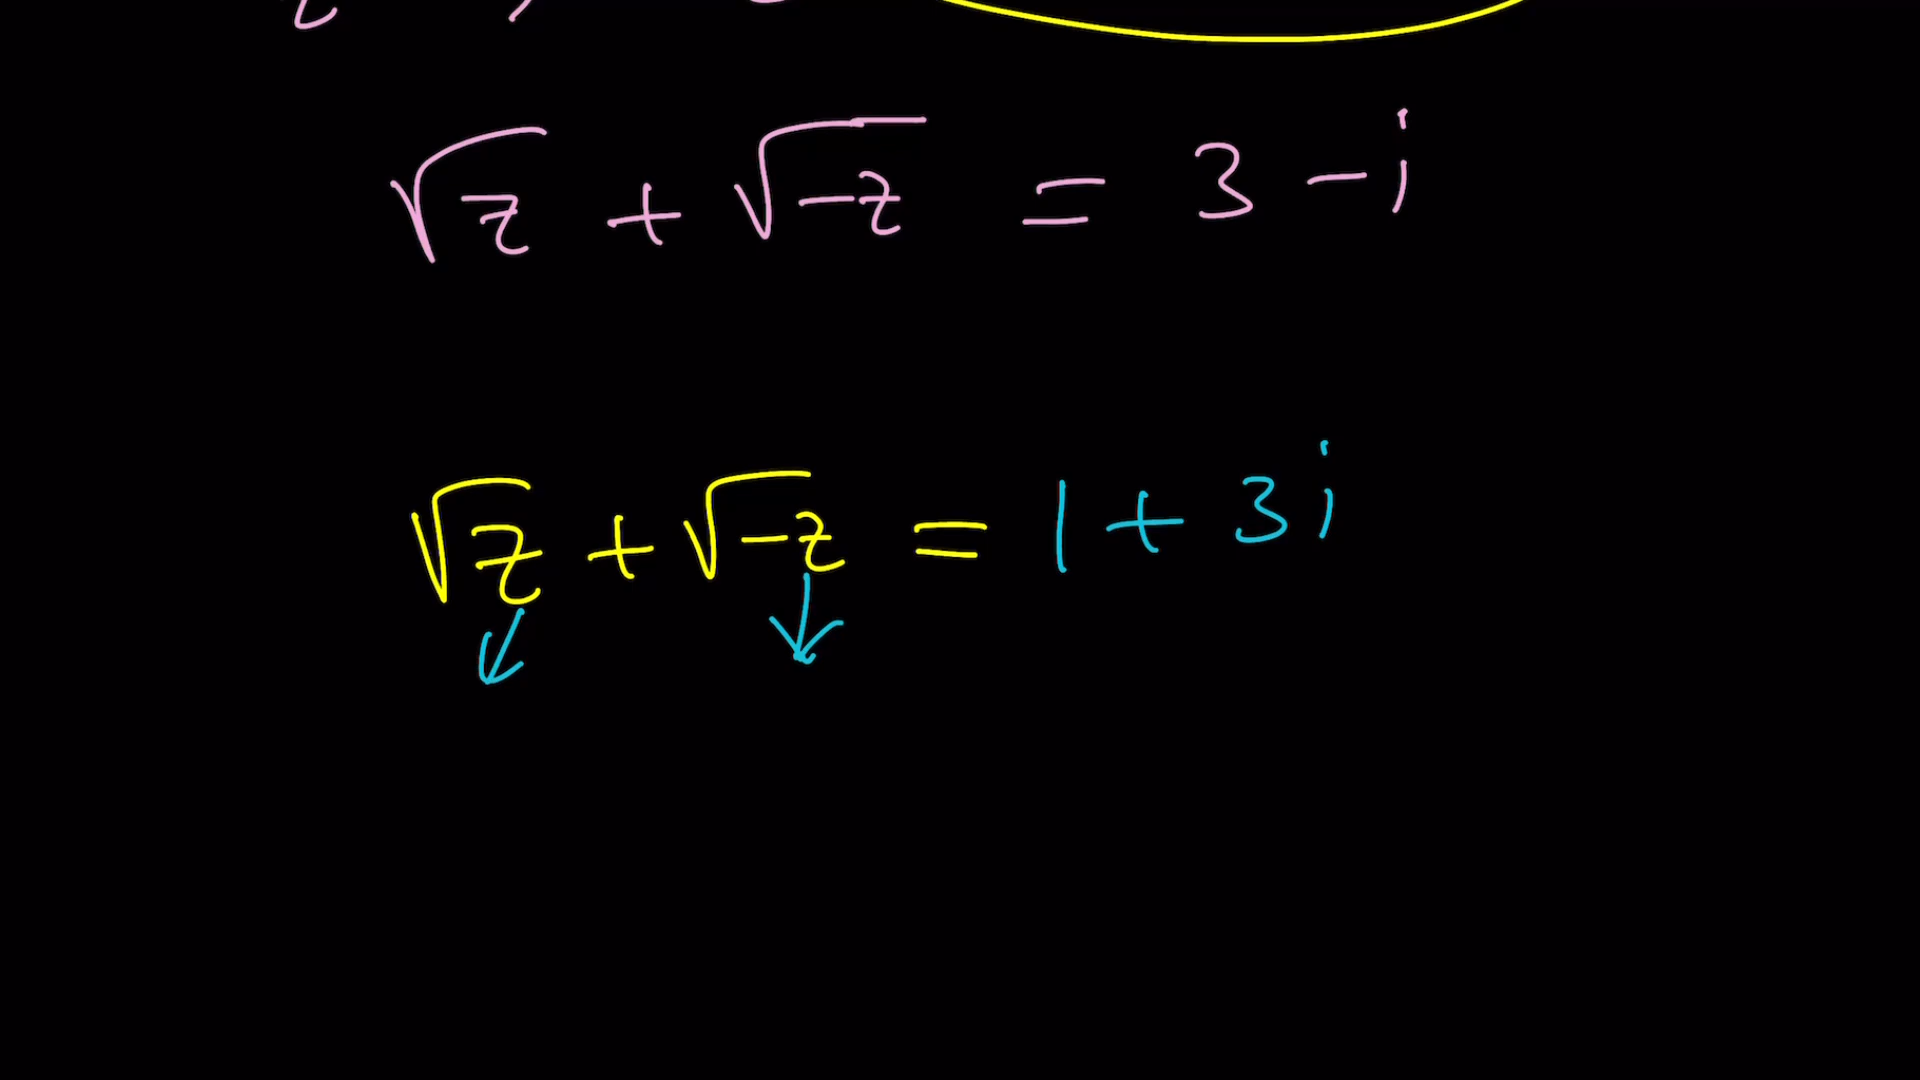 √z + √-z = 3 - i
√z + √-z = 1 + 3i